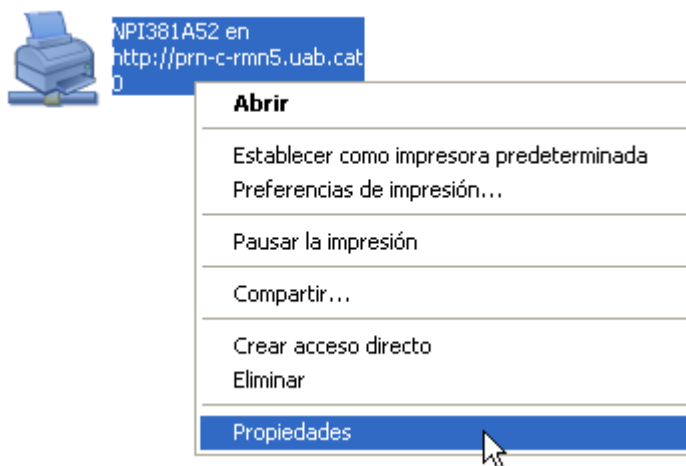 NPI381A52 en
http://prn-c-rmn5.uab.cat
0
Abrir
Establecer como impresora predeterminada
Preferencias de impresión...
Pausar la impresión
Compartir...
Crear acceso directo
Eliminar
Propiedades